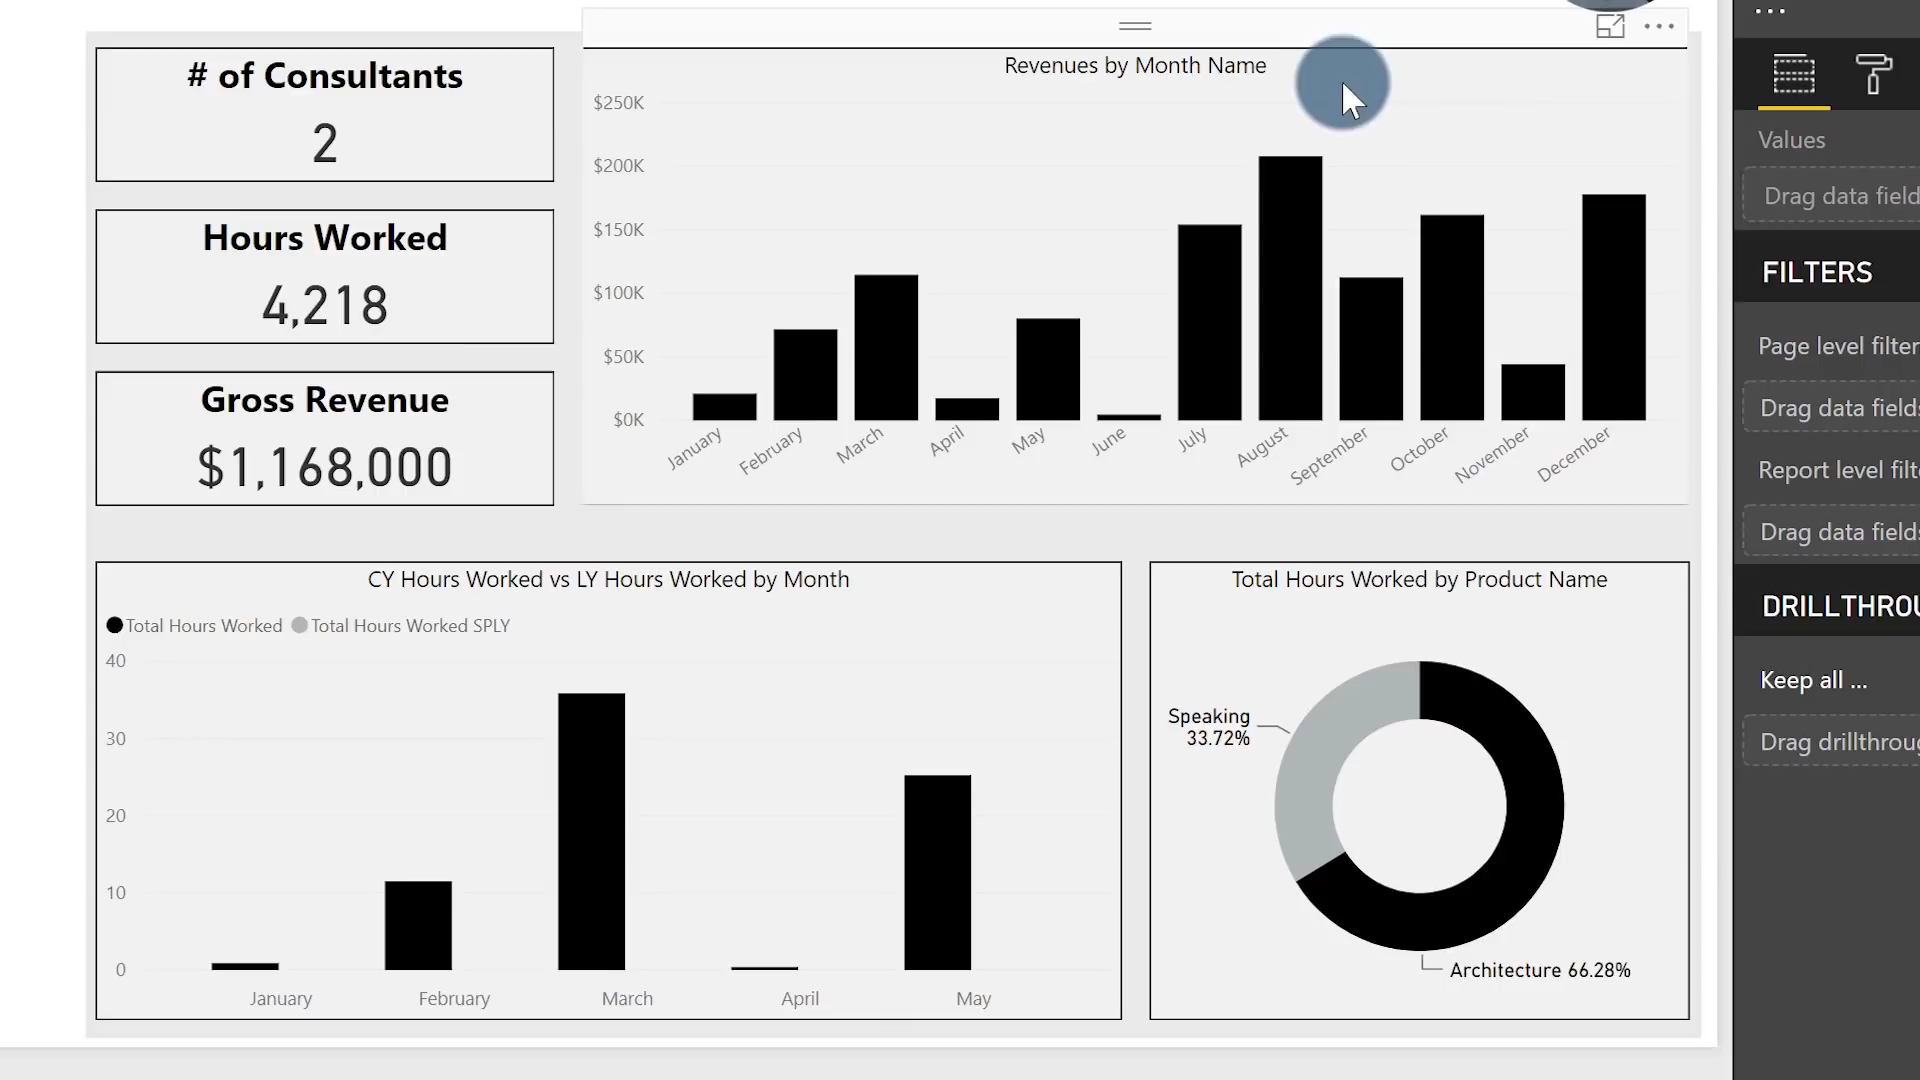 # of Consultants
2
Hours Worked
4,218
Gross Revenue
$1,168,000
Revenues by Month Name
$250K
$200K
$150K
$100K
$50K
$0K
January February March April May June July August September October November December
CY Hours Worked vs LY Hours Worked by Month
Total Hours Worked Total Hours Worked SPLY
40
30
20
10
0
January February March April May
Total Hours Worked by Product Name
Speaking
33.72%
Architecture 66.28%
Values
Drag data field
FILTERS
Page level filter
Drag data fields
Report level filte
Drag data fields
DRILLTHROU
Keep all ...
Drag drillthroug